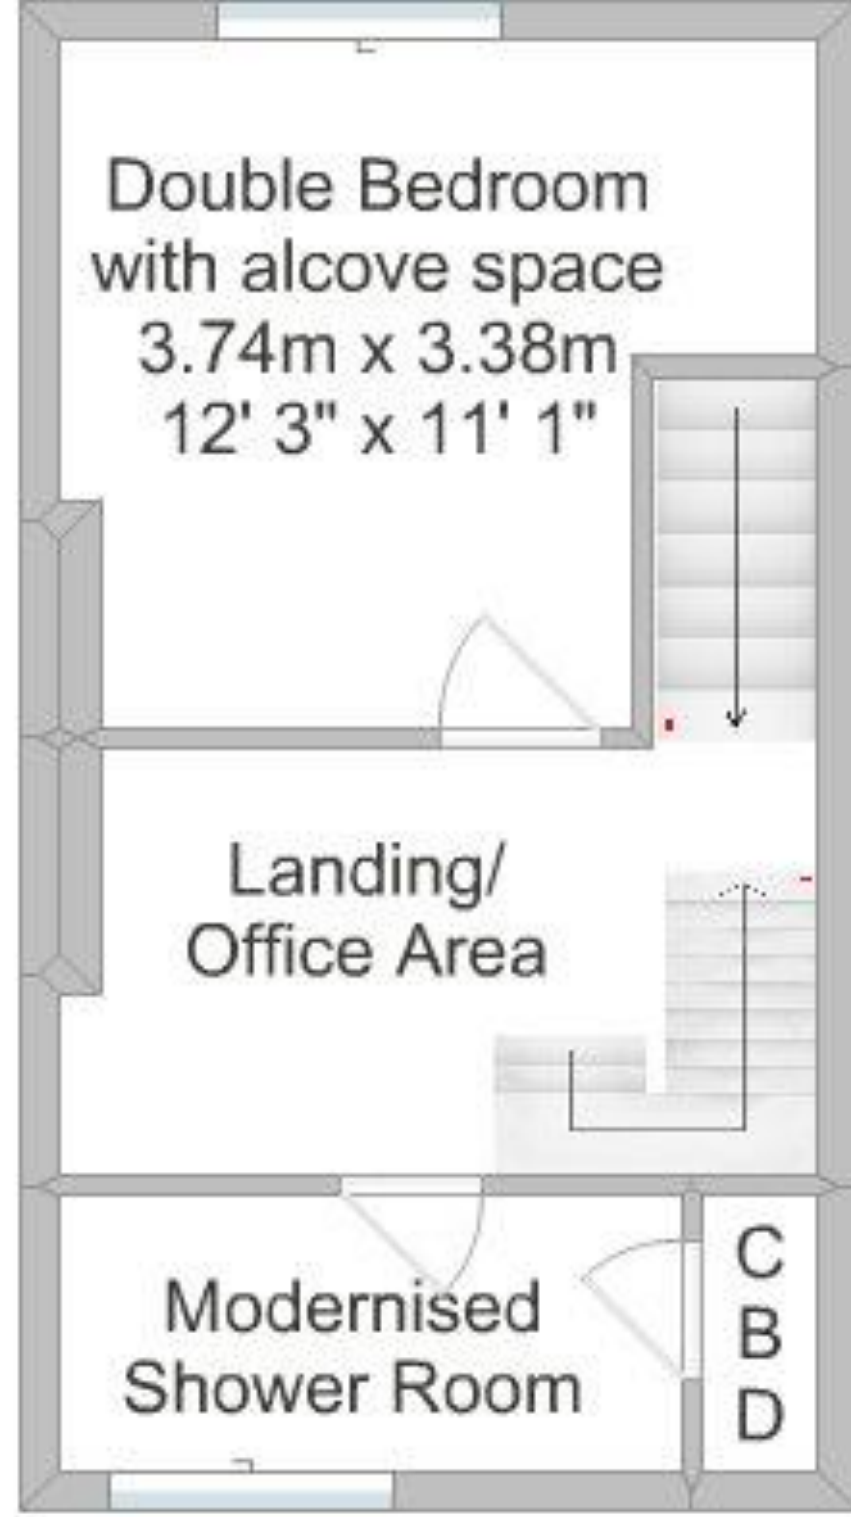 Double Bedroom
with alcove space
3.74m x 3.38m
12' 3" x 11' 1"
Landing/
Office Area
Modernised
Shower Room
C
B
D